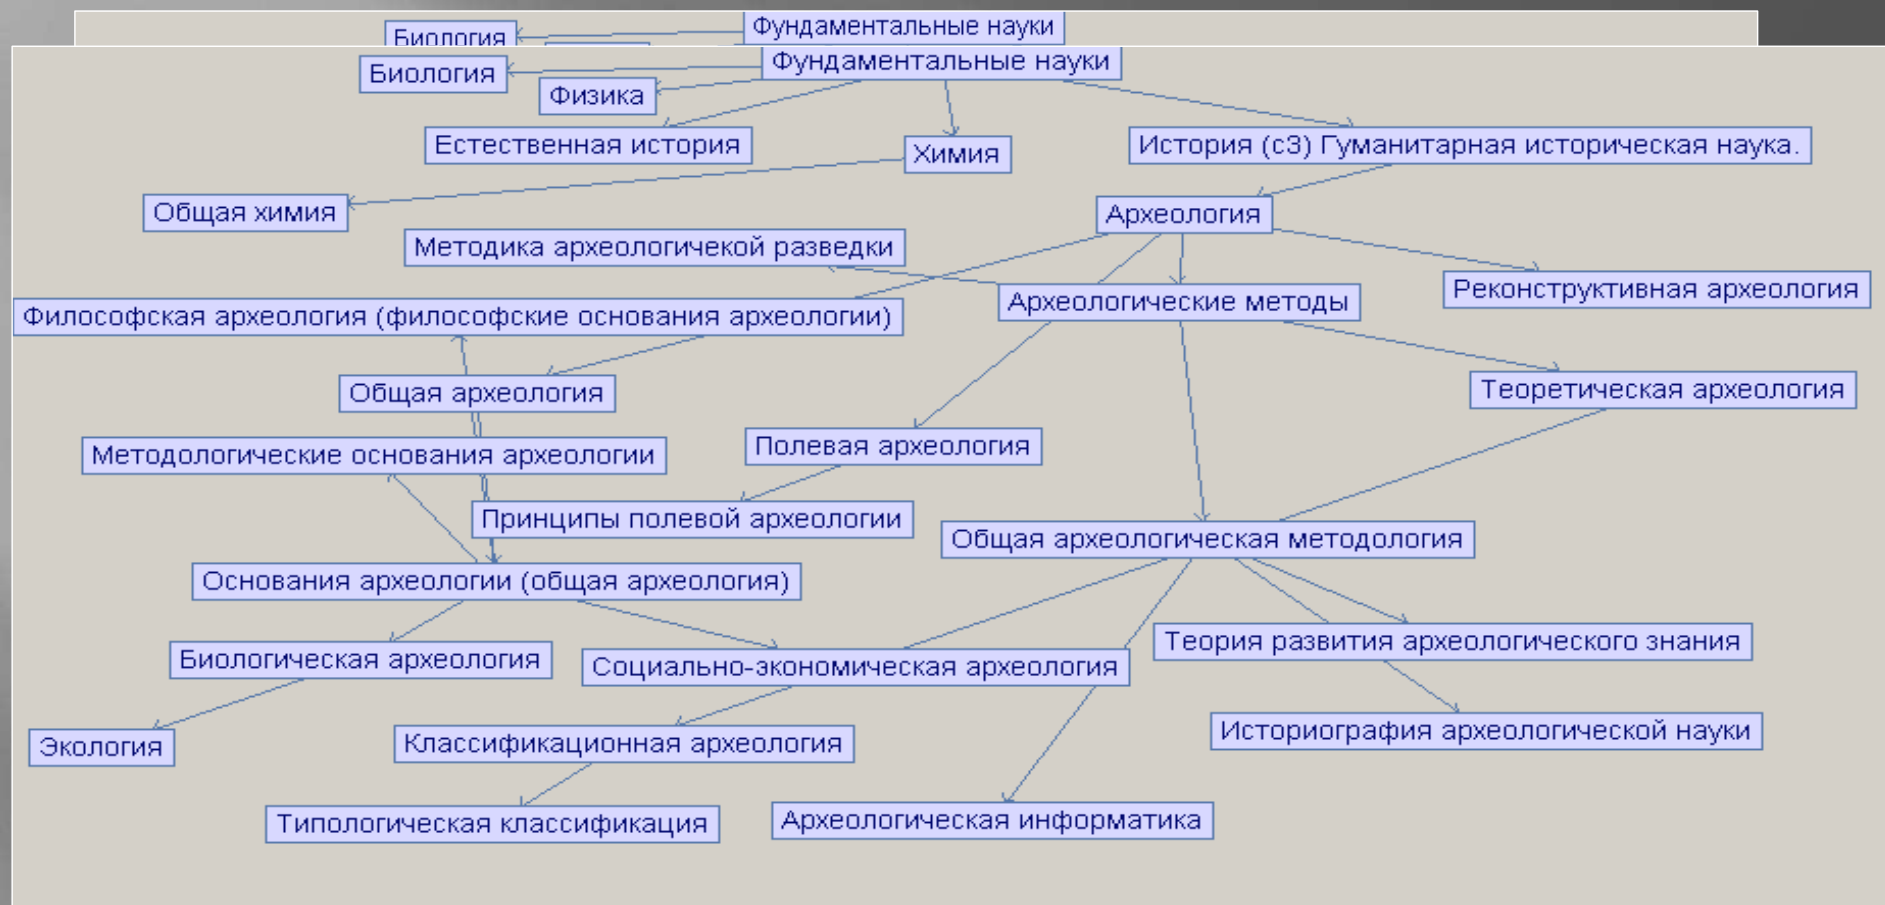 Фундаментальные науки
Биология
Фундаментальные науки
Биология
Физика
Естественная история
Химия
История (с3) Гуманитарная историческая наука.
Общая химия
Археология
Методика археологичекой разведки
Реконструктивная археология
Археологические методы
Философская археология (философские основания археологии)
Общая археология
Теоретическая археология
Полевая археология
Методологические основания археологии
Принципы полевой археологии
Общая археологическая методология
Основания археологии (общая археология)
Теория развития археологического знания
Биологическая археология
Социально-экономическая археология
Историография археологической науки
Экология
Классификационная археология
Типологическая классификация
Археологическая информатика